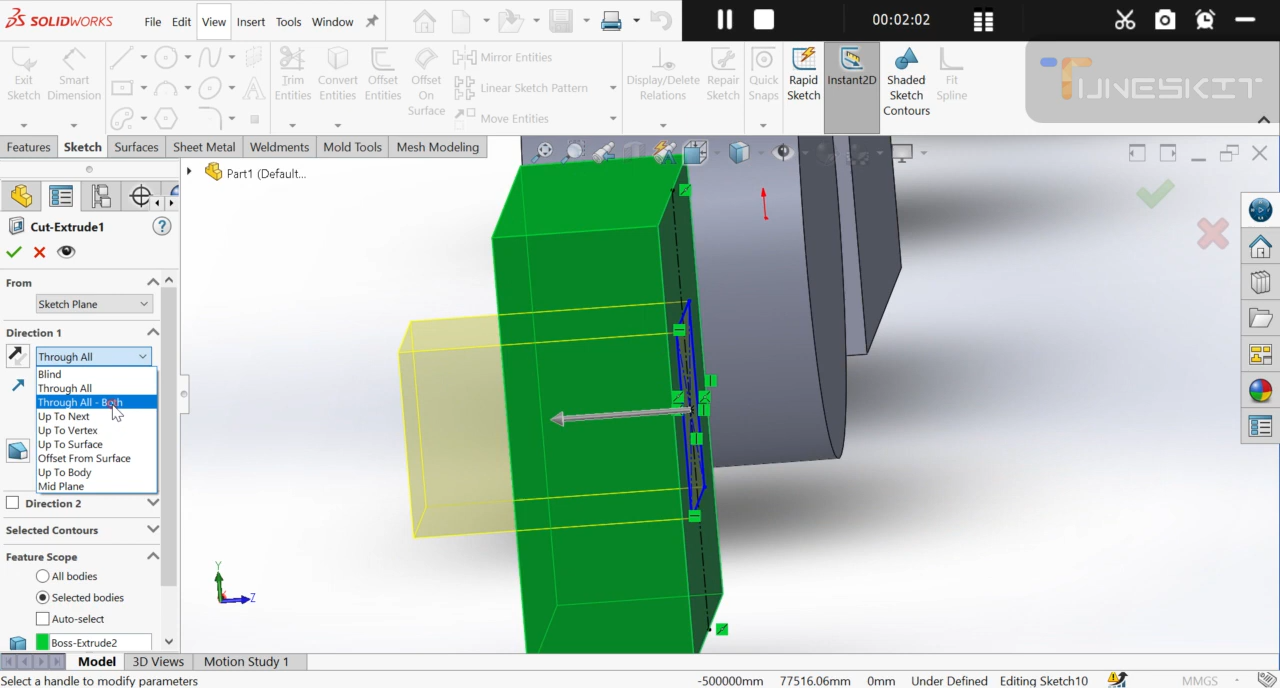 SOLIDWORKS File Edit View Insert Tools Window 00:02:02
TUNESKIT
Exit Sketch
Smart Dimension
Trim Entities
Convert Entities
Offset Entities
Offset On Surface
Mirror Entities
Linear Sketch Pattern
Move Entities
Display/Delete Relations
Repair Sketch
Quick Snaps
Rapid Sketch
Instant2D
Shaded Sketch Contours
Fit Spline
Features Sketch Surfaces Sheet Metal Weldments Mold Tools Mesh Modeling
Part1 (Default...
Cut-Extrude1
From
Sketch Plane
Direction 1
Through All
Blind
Through All
Through All - Both
Up To Next
Up To Vertex
Up To Surface
Offset From Surface
Up To Body
Mid Plane
Direction 2
Selected Contours
Feature Scope
All bodies
Selected bodies
Auto-select
Boss-Extrude2
Y
Z
Model 3D Views Motion Study 1
Select a handle to modify parameters -500000mm 77516.06mm 0mm Under Defined Editing Sketch10 MMGS -